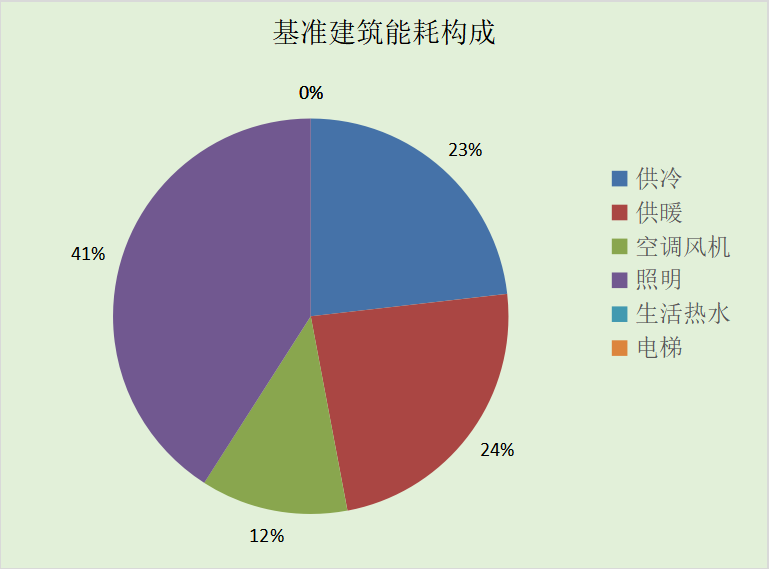 基准建筑能耗构成
0%
23%
41%
24%
12%
供冷
供暖
空调风机
照明
生活热水
电梯